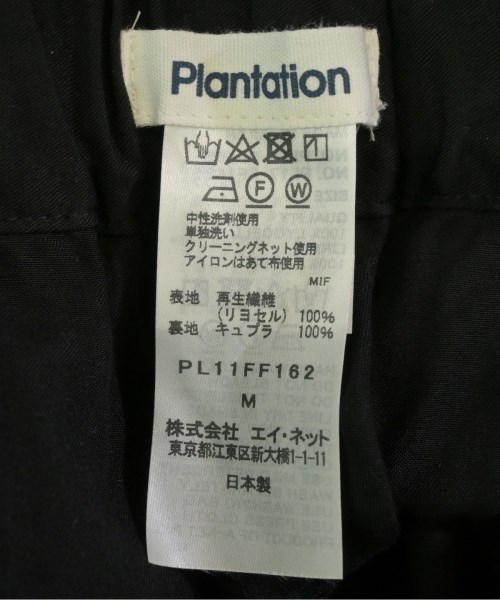 Plantation
中性洗剤使用
単独洗い
クリーニングネット使用
アイロンはあて布使用
MIF
表地 再生繊維
(リヨセル) 100%
裏地 キュプラ 100%
PL11FF162
M
株式会社 エイ・ネット
東京都江東区新大橋1-1-11
日本製